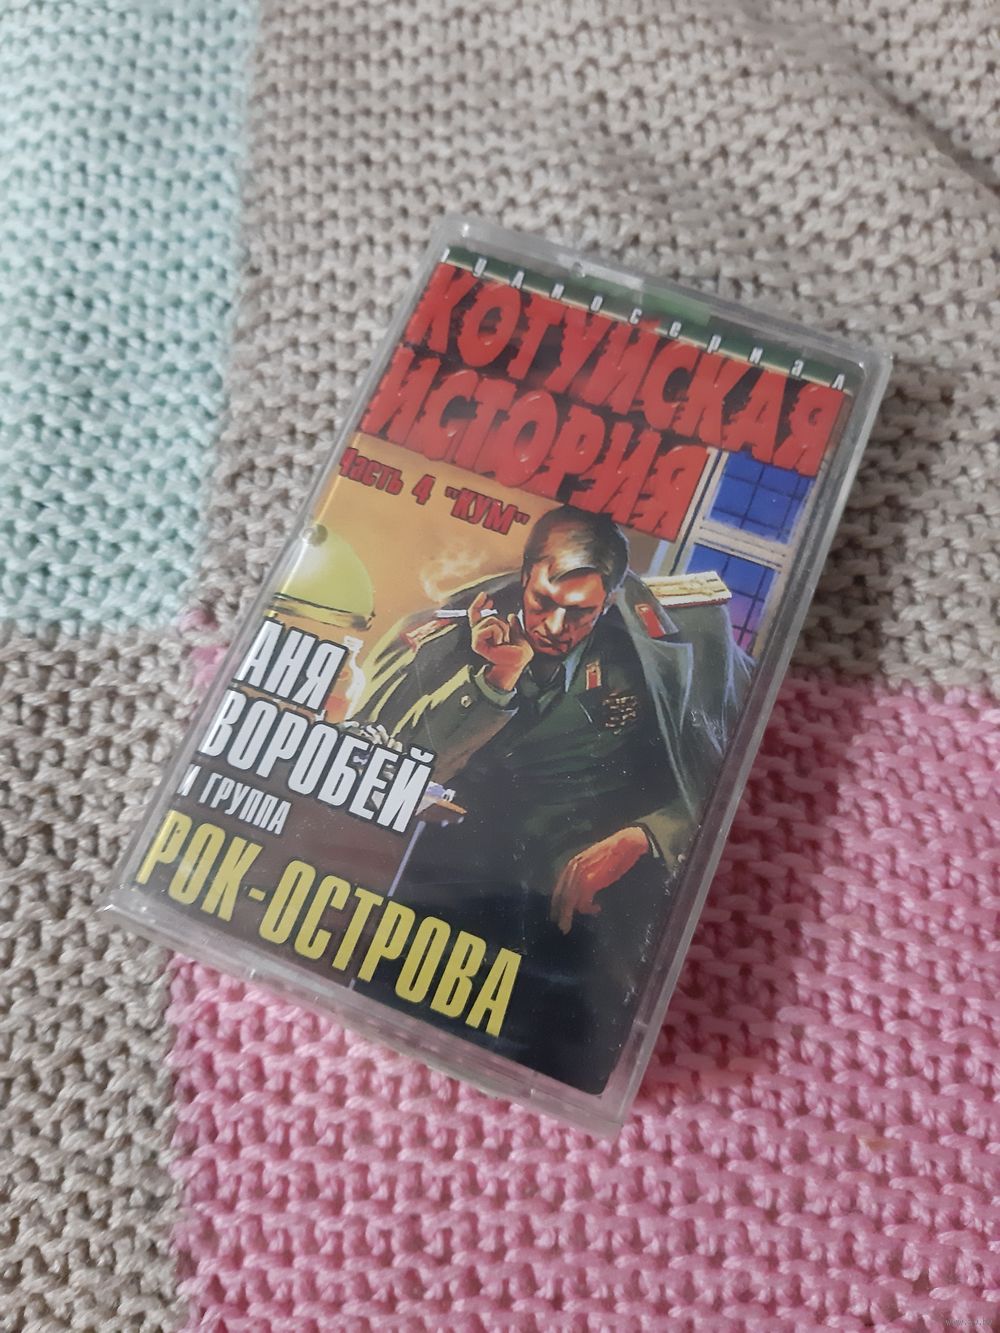 аудиосериал
КОТУЙСКАЯ
ИСТОРИЯ
Часть 4 "КУМ"
АНЯ
ВОРОБЕЙ
И ГРУППА
РОК-ОСТРОВА